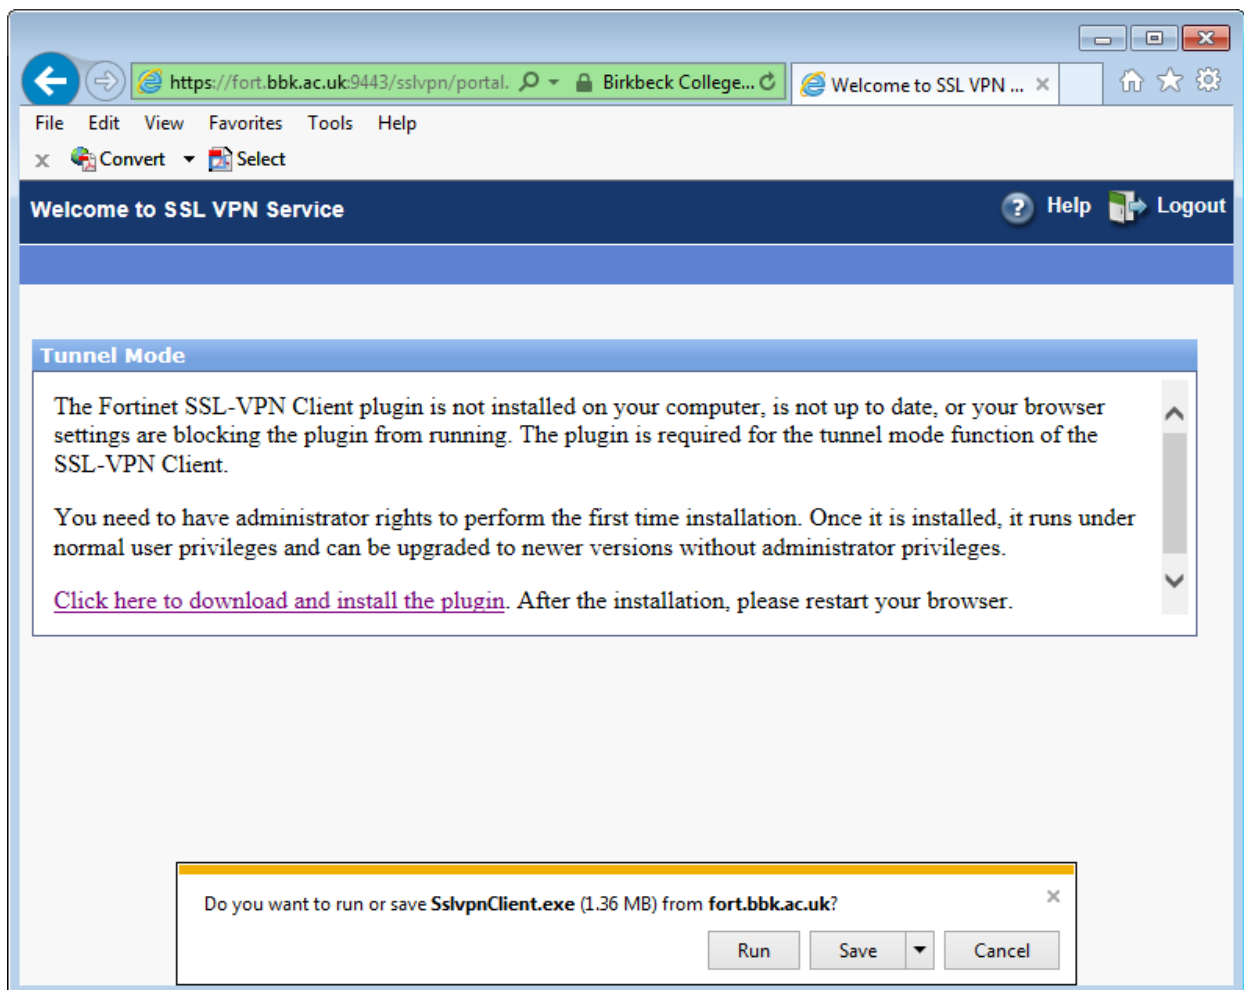 https://fort.bbk.ac.uk:9443/sslvpn/portal. Birkbeck College... Welcome to SSL VPN ...
File Edit View Favorites Tools Help
x Convert Select
Welcome to SSL VPN Service Help Logout
Tunnel Mode
The Fortinet SSL-VPN Client plugin is not installed on your computer, is not up to date, or your browser
settings are blocking the plugin from running. The plugin is required for the tunnel mode function of the
SSL-VPN Client.
You need to have administrator rights to perform the first time installation. Once it is installed, it runs under
normal user privileges and can be upgraded to newer versions without administrator privileges.
Click here to download and install the plugin. After the installation, please restart your browser.
Do you want to run or save SslvpnClient.exe (1.36 MB) from fort.bbk.ac.uk?
Run Save Cancel